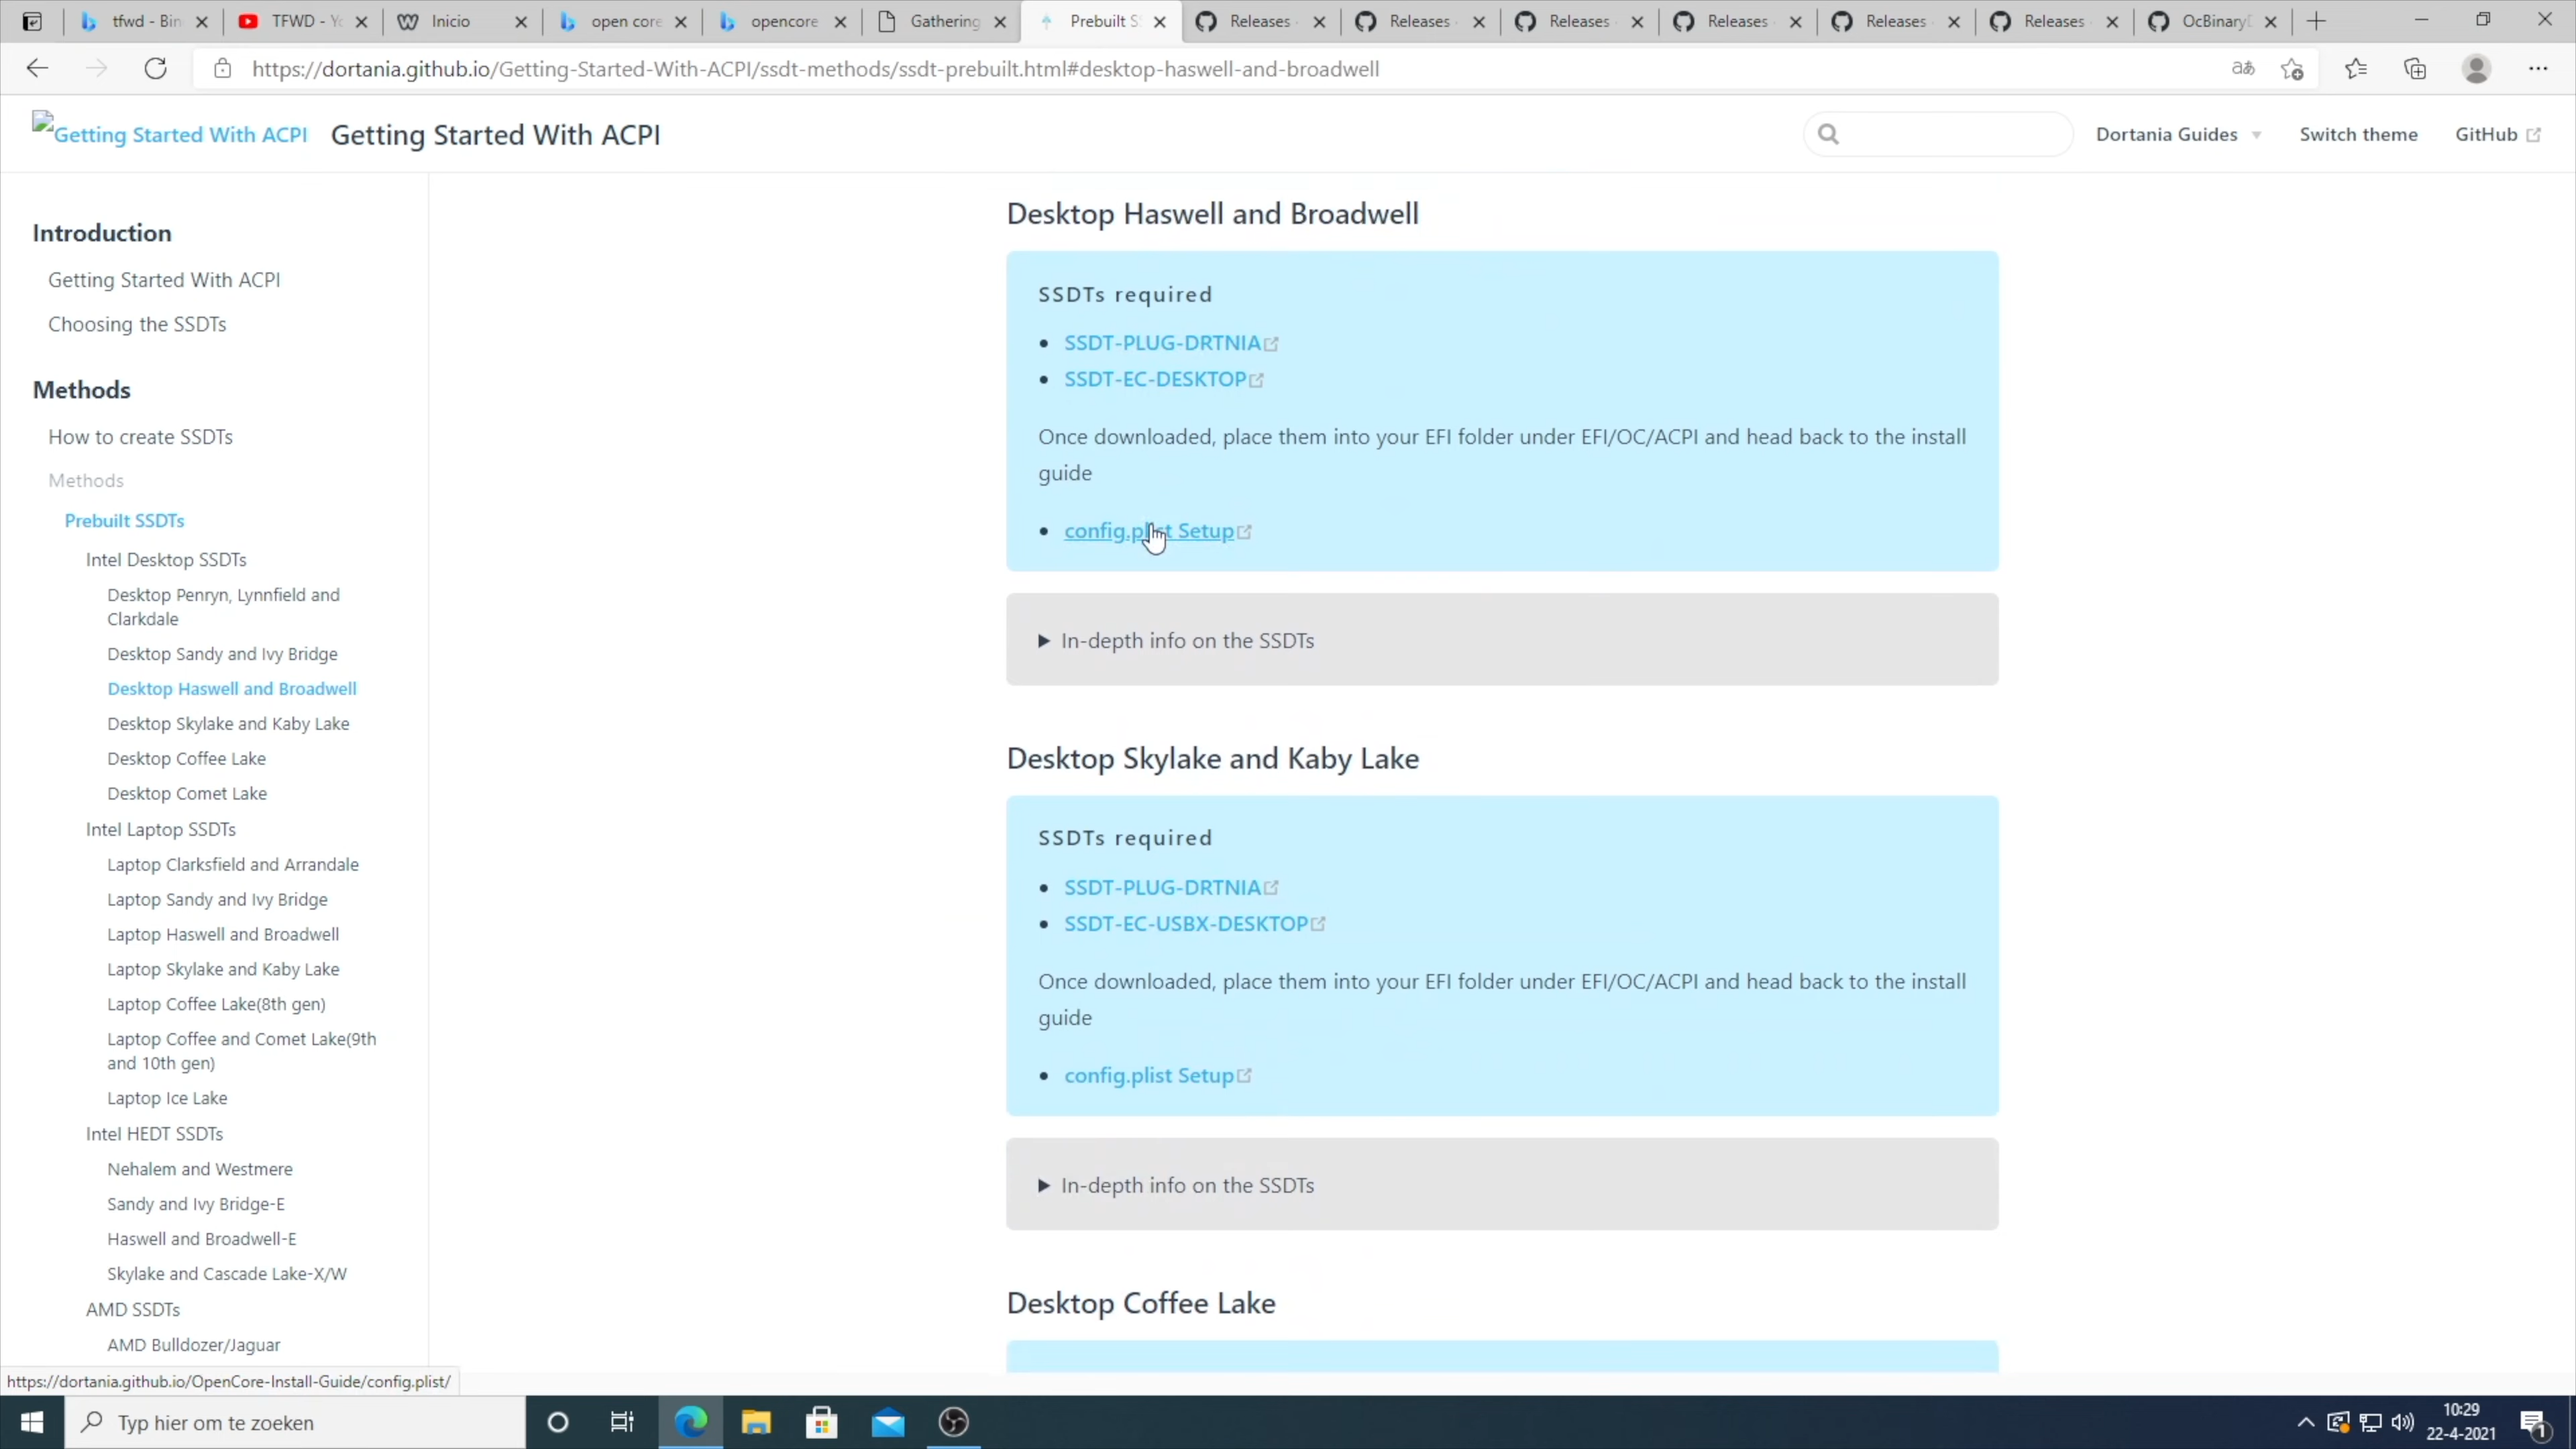 tfwd - Bin
TFWD - Yo
Inicio
open core
opencore
Gathering
Prebuilt S
Releases
Releases
Releases
Releases
Releases
Releases
OcBinaryD
https://dortania.github.io/Getting-Started-With-ACPI/ssdt-methods/ssdt-prebuilt.html#desktop-haswell-and-broadwell
Getting Started With ACPI
Getting Started With ACPI
Dortania Guides
Switch theme
GitHub
Introduction
Getting Started With ACPI
Choosing the SSDTs
Methods
How to create SSDTs
Methods
Prebuilt SSDTs
Intel Desktop SSDTs
Desktop Penryn, Lynnfield and
Clarkdale
Desktop Sandy and Ivy Bridge
Desktop Haswell and Broadwell
Desktop Skylake and Kaby Lake
Desktop Coffee Lake
Desktop Comet Lake
Intel Laptop SSDTs
Laptop Clarksfield and Arrandale
Laptop Sandy and Ivy Bridge
Laptop Haswell and Broadwell
Laptop Skylake and Kaby Lake
Laptop Coffee Lake(8th gen)
Laptop Coffee and Comet Lake(9th
and 10th gen)
Laptop Ice Lake
Intel HEDT SSDTs
Nehalem and Westmere
Sandy and Ivy Bridge-E
Haswell and Broadwell-E
Skylake and Cascade Lake-X/W
AMD SSDTs
AMD Bulldozer/Jaguar
Desktop Haswell and Broadwell
SSDTs required
• SSDT-PLUG-DRTNIA
• SSDT-EC-DESKTOP
Once downloaded, place them into your EFI folder under EFI/OC/ACPI and head back to the install
guide
• config.plist Setup
▶ In-depth info on the SSDTs
Desktop Skylake and Kaby Lake
SSDTs required
• SSDT-PLUG-DRTNIA
• SSDT-EC-USBX-DESKTOP
Once downloaded, place them into your EFI folder under EFI/OC/ACPI and head back to the install
guide
• config.plist Setup
▶ In-depth info on the SSDTs
Desktop Coffee Lake
https://dortania.github.io/OpenCore-Install-Guide/config.plist/
Typ hier om te zoeken
10:29
22-4-2021
1